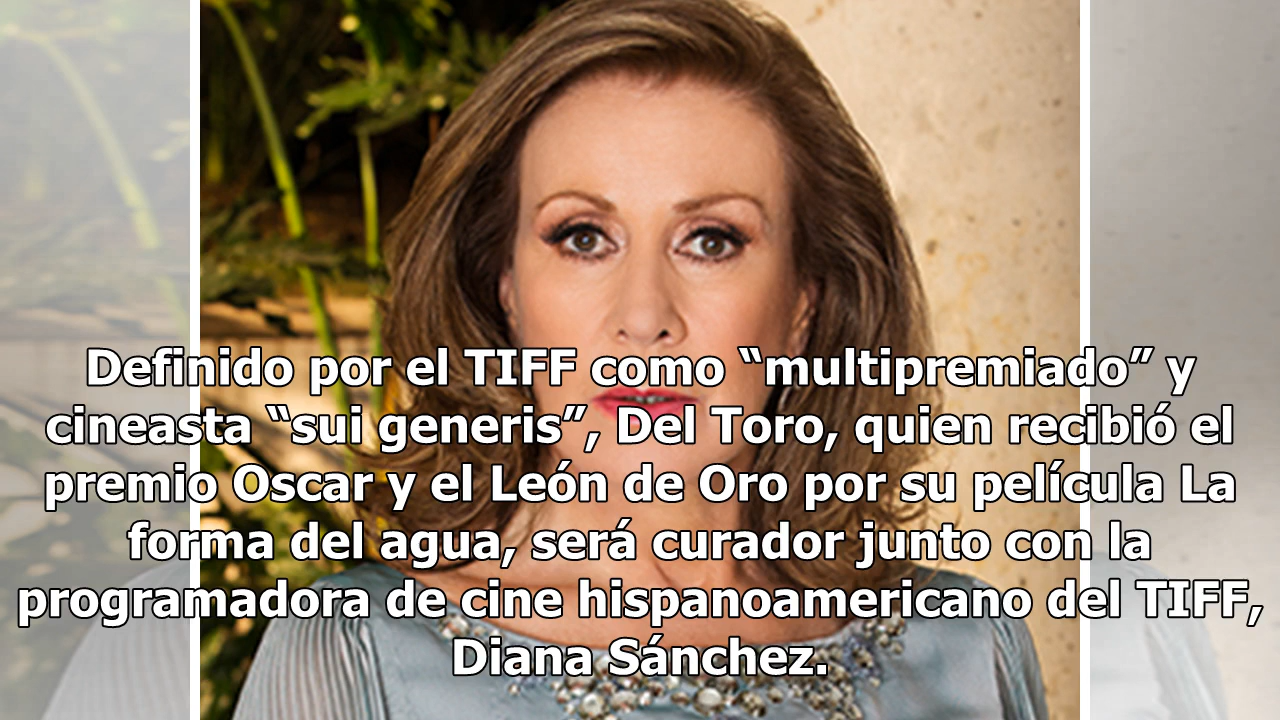 Definido por el TIFF como “multipremiado” y
cineasta “sui generis”, Del Toro, quien recibió el
premio Oscar y el León de Oro por su película La
forma del agua, será curador junto con la
programadora de cine hispanoamericano del TIFF,
Diana Sánchez.